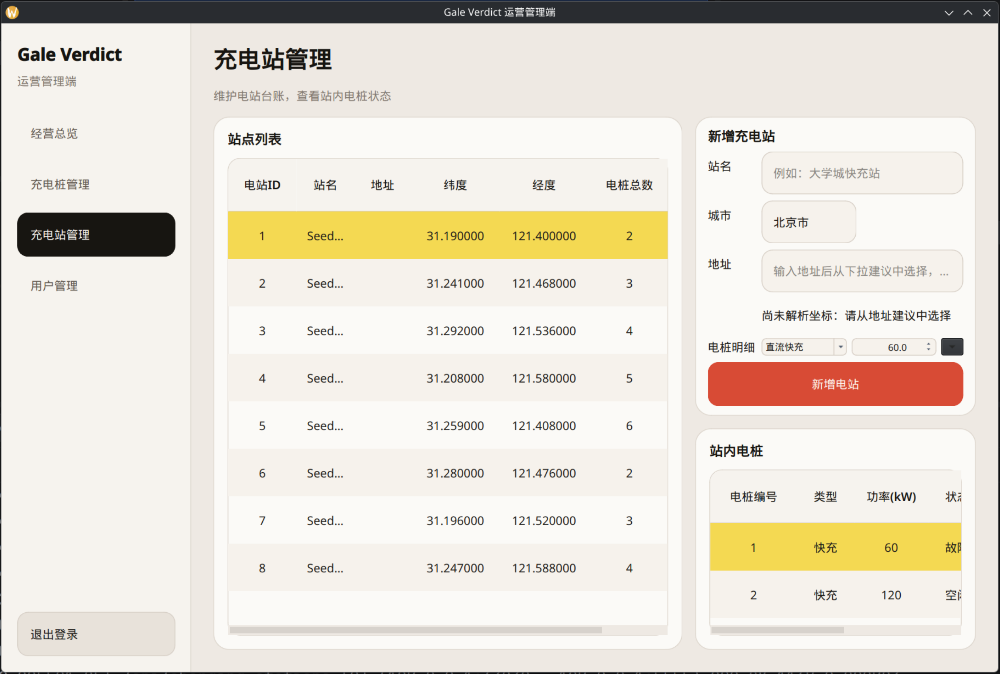 Gale Verdict 运营管理端
Gale Verdict
运营管理端
经营总览
充电桩管理
充电站管理
用户管理
退出登录
充电站管理
维护电站台账，查看站内电桩状态
站点列表
电站ID 站名 地址 纬度 经度 电桩总数
1 Seed... 31.190000 121.400000 2
2 Seed... 31.241000 121.468000 3
3 Seed... 31.292000 121.536000 4
4 Seed... 31.208000 121.580000 5
5 Seed... 31.259000 121.408000 6
6 Seed... 31.280000 121.476000 2
7 Seed... 31.196000 121.520000 3
8 Seed... 31.247000 121.588000 4
新增充电站
站名 例如：大学城快充站
城市 北京市
地址 输入地址后从下拉建议中选择，...
尚未解析坐标：请从地址建议中选择
电桩明细 直流快充 60.0
新增电站
站内电桩
电桩编号 类型 功率(kW) 状
1 快充 60 故
2 快充 120 空